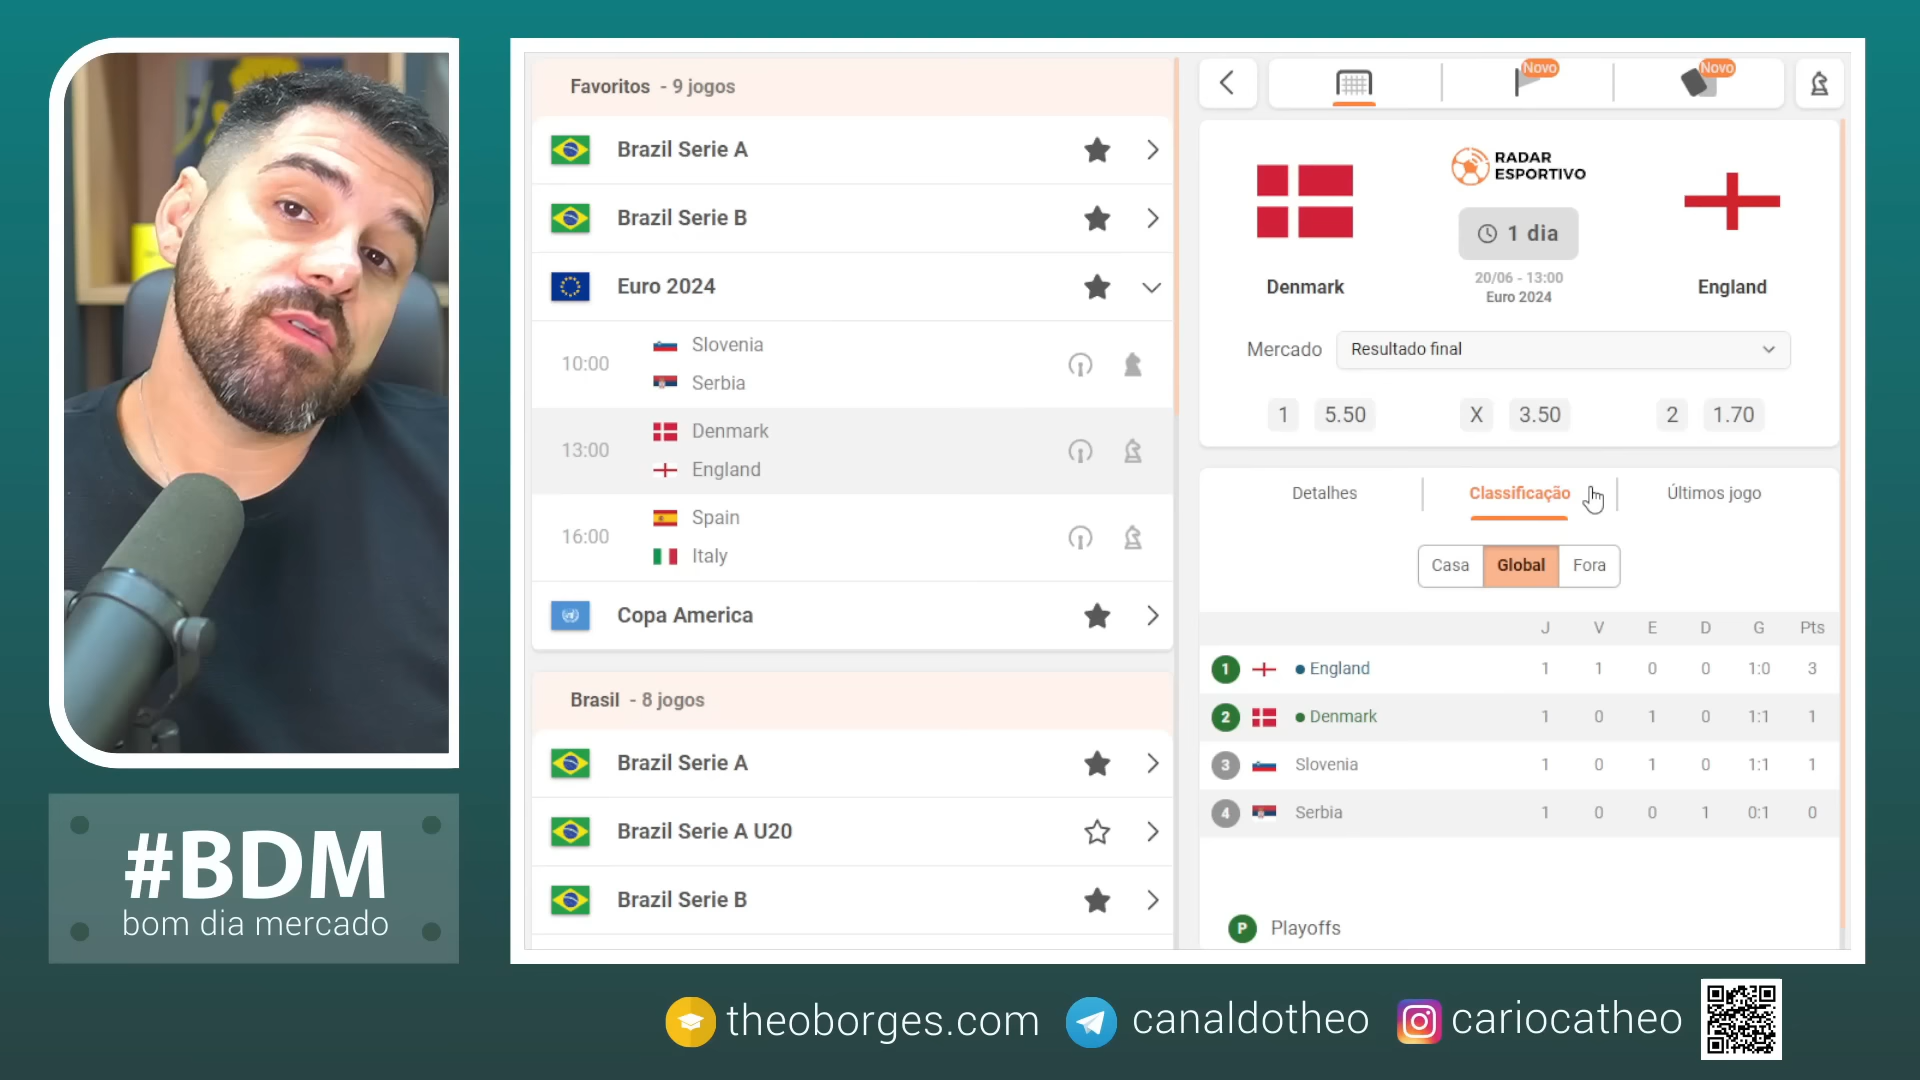 Favoritos - 9 jogos
Brazil Serie A
Brazil Serie B
Euro 2024
10:00
Slovenia
Serbia
13:00
Denmark
England
16:00
Spain
Italy
Copa America
Brasil - 8 jogos
Brazil Serie A
Brazil Serie A U20
Brazil Serie B
Novo
Novo
RADAR
ESPORTIVO
1 dia
20/06 - 13:00
Euro 2024
Denmark
England
Mercado Resultado final
1 5.50 X 3.50 2 1.70
Detalhes Classificação Últimos jogo
Casa Global Fora
J V E D G Pts
1 England 1 1 0 0 1:0 3
2 Denmark 1 0 1 0 1:1 1
3 Slovenia 1 0 1 0 1:1 1
4 Serbia 1 0 0 1 0:1 0
P Playoffs
#BDM
bom dia mercado
theoborges.com canaldotheo cariocatheo